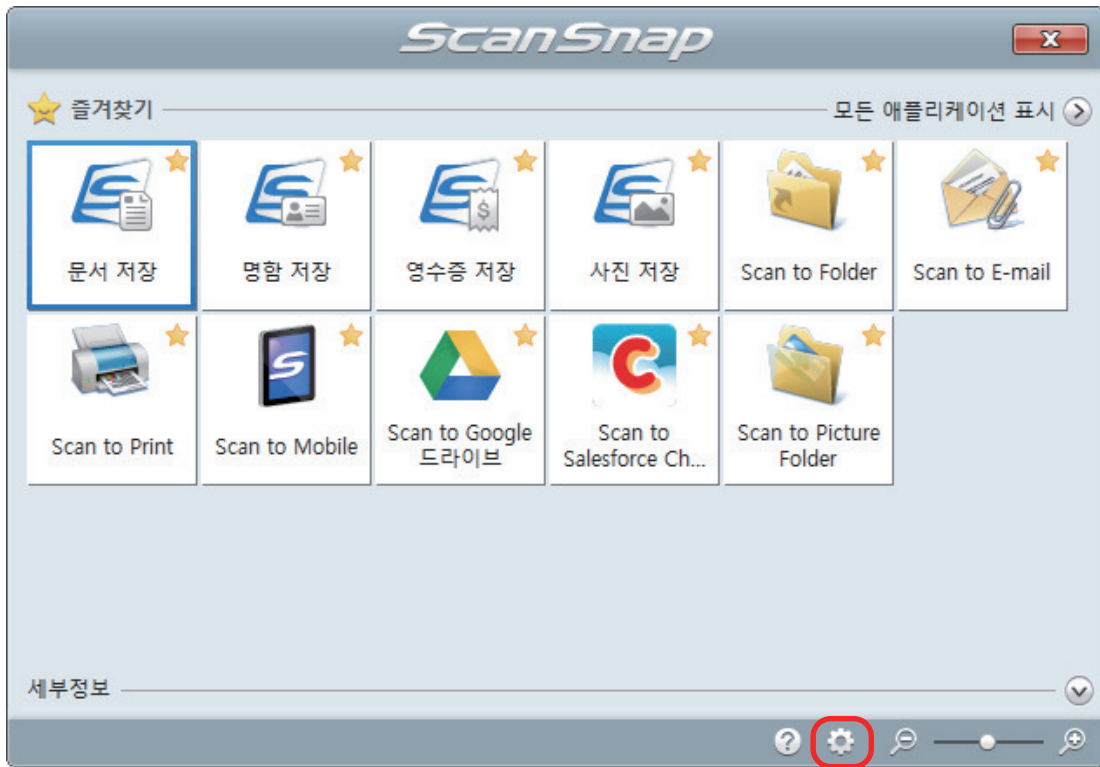 ScanSnap
즐겨찾기
모든 애플리케이션 표시
문서 저장
명함 저장
영수증 저장
사진 저장
Scan to Folder
Scan to E-mail
Scan to Print
Scan to Mobile
Scan to Google
드라이브
Scan to
Salesforce Ch...
Scan to Picture
Folder
세부정보